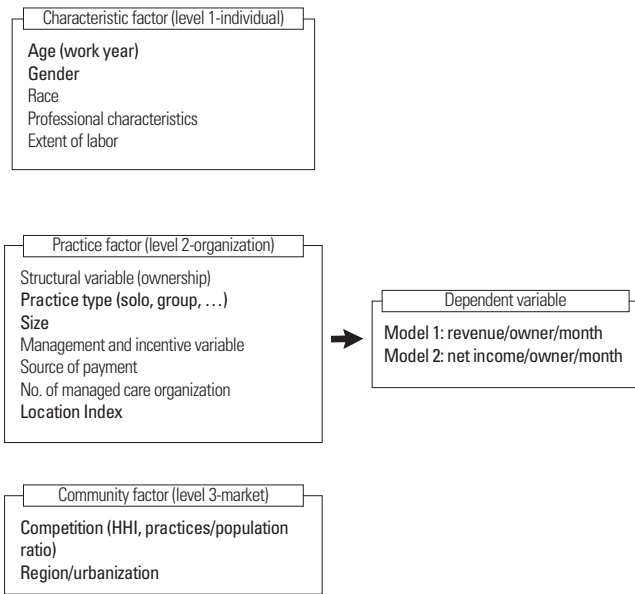 Characteristic factor (level 1-individual)
Age (work year)
Gender
Race
Professional characteristics
Extent of labor
Practice factor (level 2-organization)
Structural variable (ownership)
Practice type (solo, group, …)
Size
Management and incentive variable
Source of payment
No. of managed care organization
Location Index
Dependent variable
Model 1: revenue/owner/month
Model 2: net income/owner/month
Community factor (level 3-market)
Competition (HHI, practices/population
ratio)
Region/urbanization